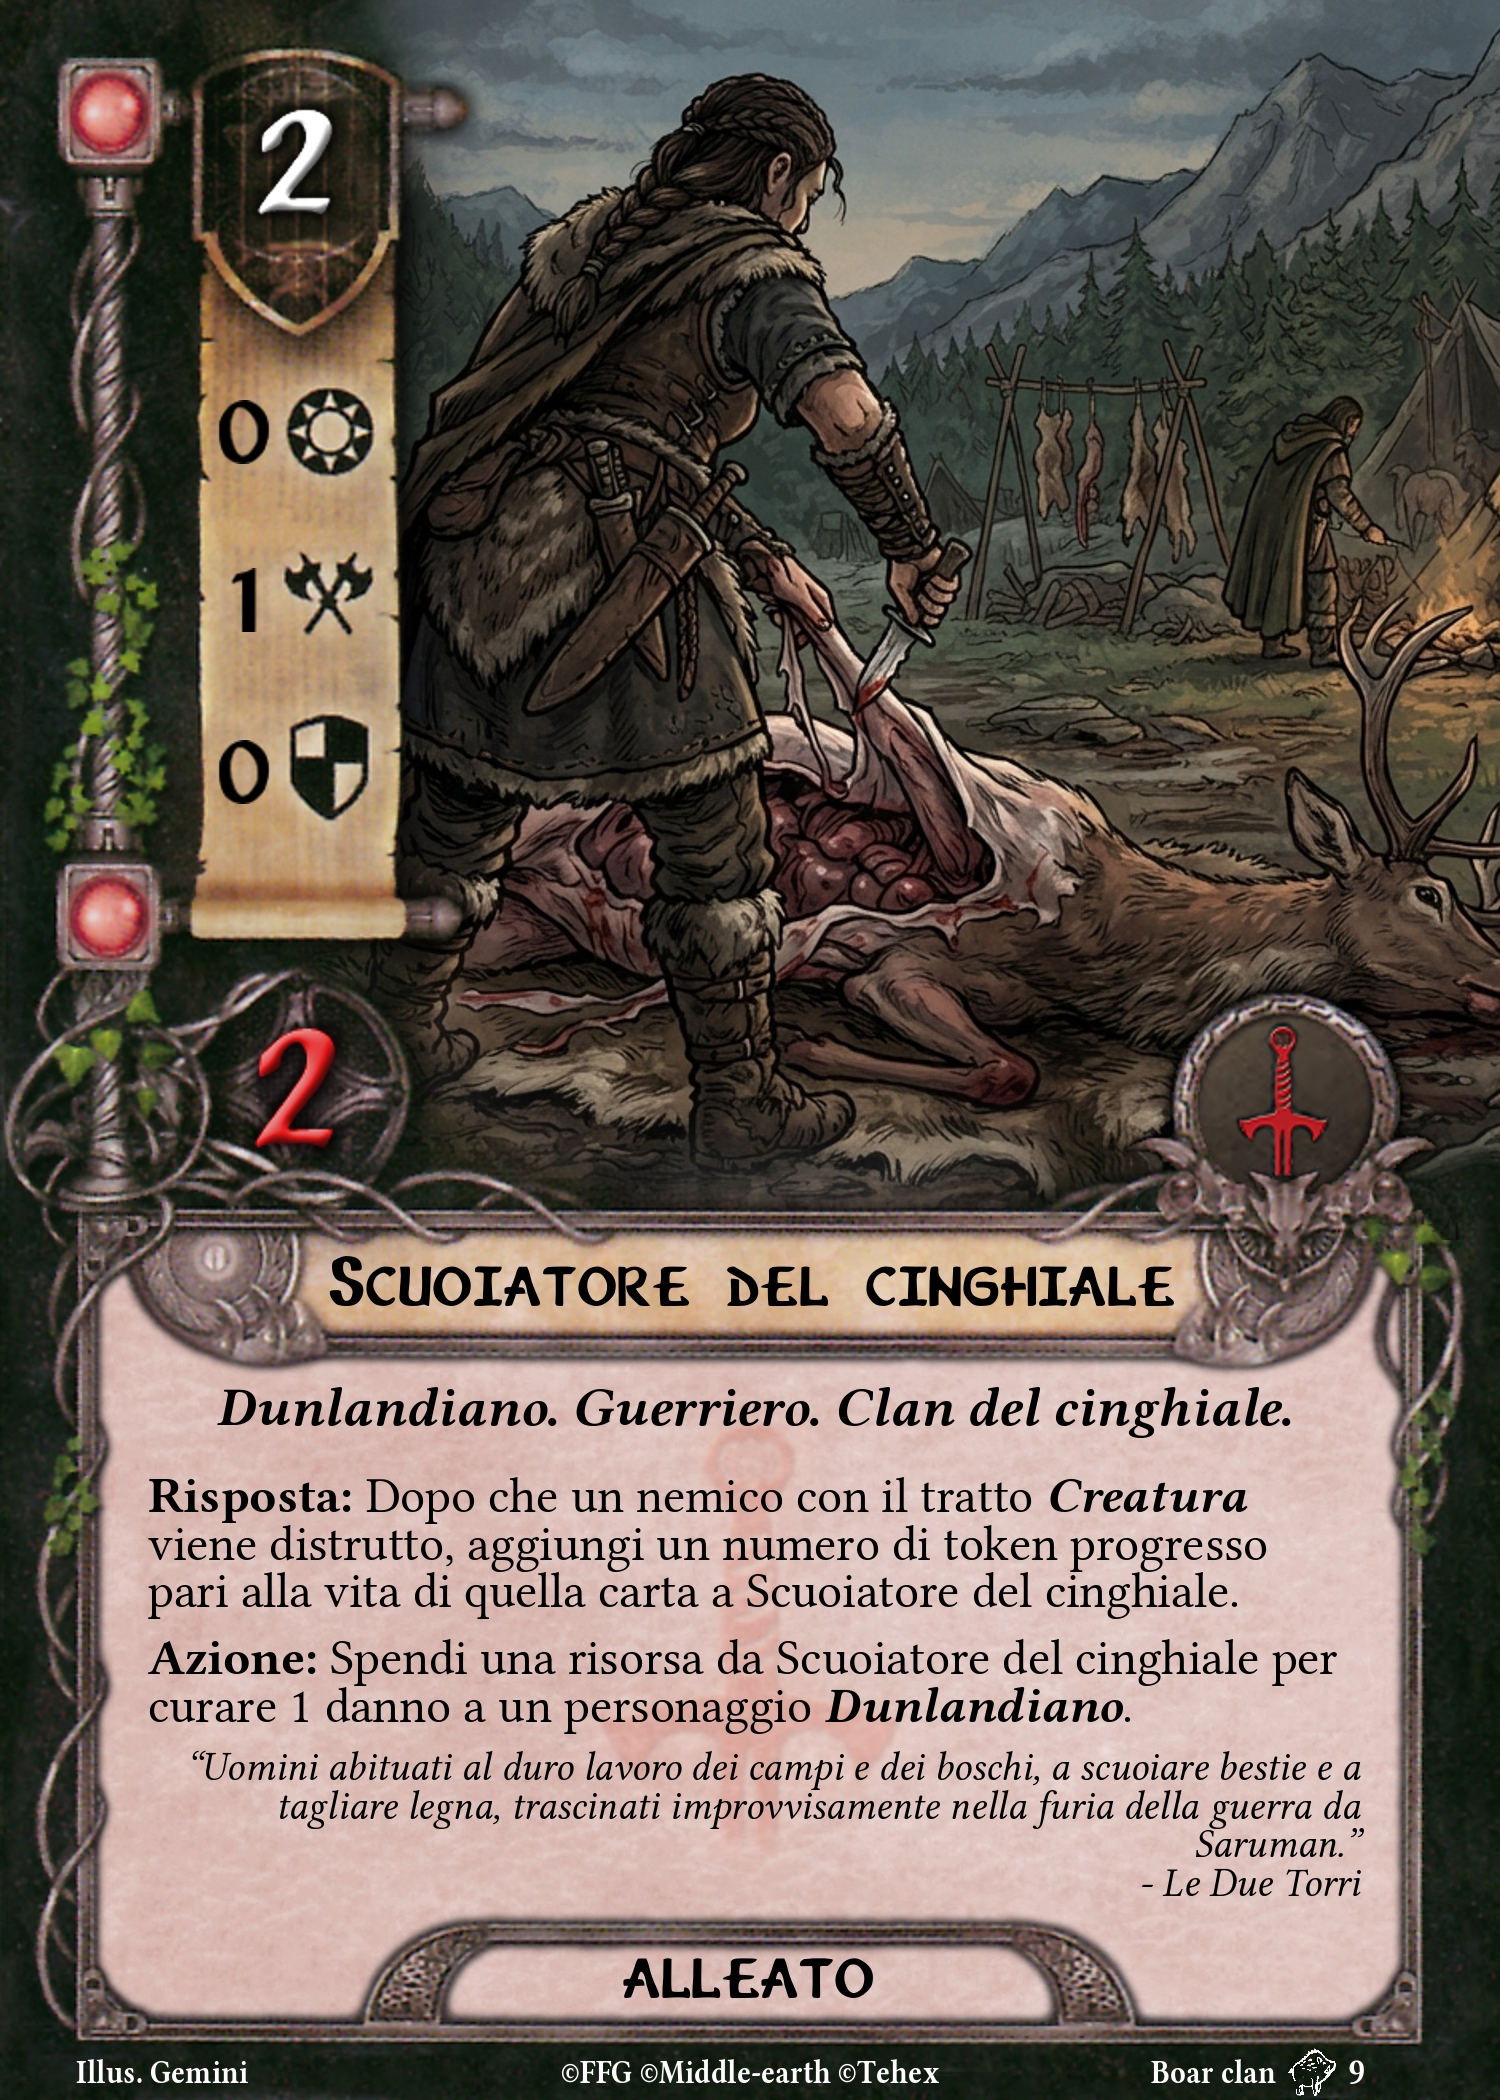 2
0
1
0
2
Scuoiatore del cinghiale
Dunlandiano. Guerriero. Clan del cinghiale.
Risposta: Dopo che un nemico con il tratto Creatura
viene distrutto, aggiungi un numero di token progresso
pari alla vita di quella carta a Scuoiatore del cinghiale.
Azione: Spendi una risorsa da Scuoiatore del cinghiale per
curare 1 danno a un personaggio Dunlandiano.
“Uomini abituati al duro lavoro dei campi e dei boschi, a scuoiare bestie e a
tagliare legna, trascinati improvvisamente nella furia della guerra da
Saruman.”
- Le Due Torri
ALLEATO
Illus. Gemini ©FFG ©Middle-earth ©Tehex Boar clan 9